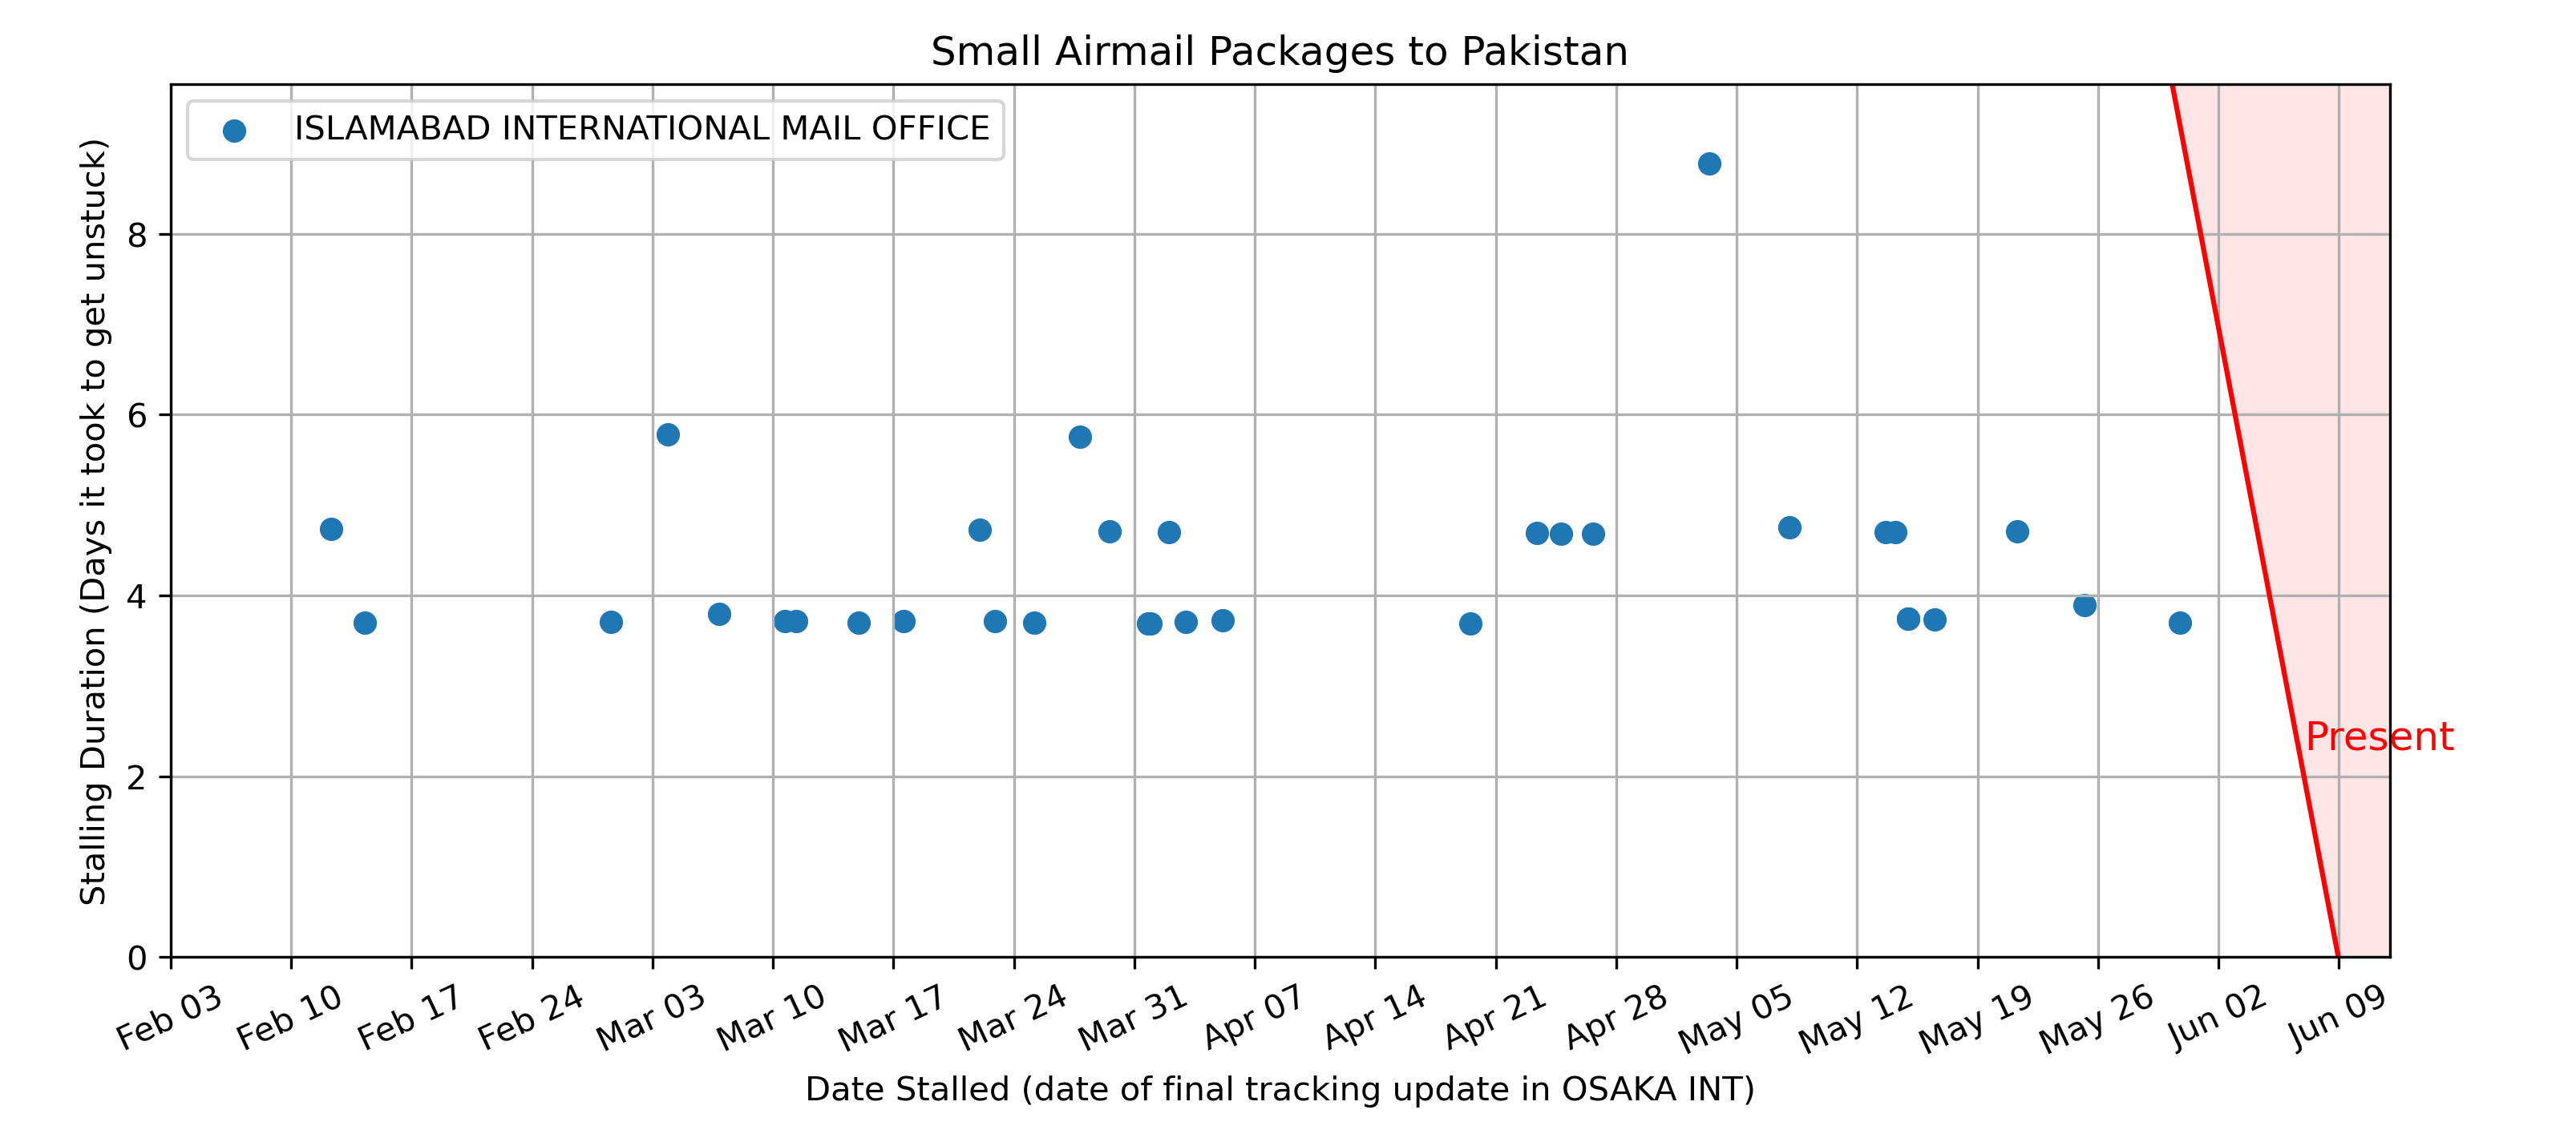 Small Airmail Packages to Pakistan
ISLAMABAD INTERNATIONAL MAIL OFFICE
Stalling Duration (Days it took to get unstuck)
8
6
4
2
0
Present
Feb 03
Feb 10
Feb 17
Feb 24
Mar 03
Mar 10
Mar 17
Mar 24
Mar 31
Apr 07
Apr 14
Apr 21
Apr 28
May 05
May 12
May 19
May 26
Jun 02
Jun 09
Date Stalled (date of final tracking update in OSAKA INT)